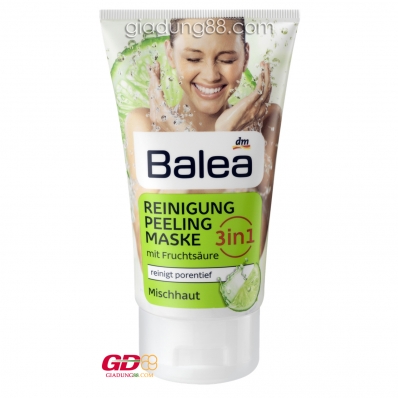 giadung88.com
dm
Balea
REINIGUNG
PEELING
MASKE 3in1
mit Fruchtsäure
reinigt porentief
Mischhaut
GD88
GIADUNG88.COM